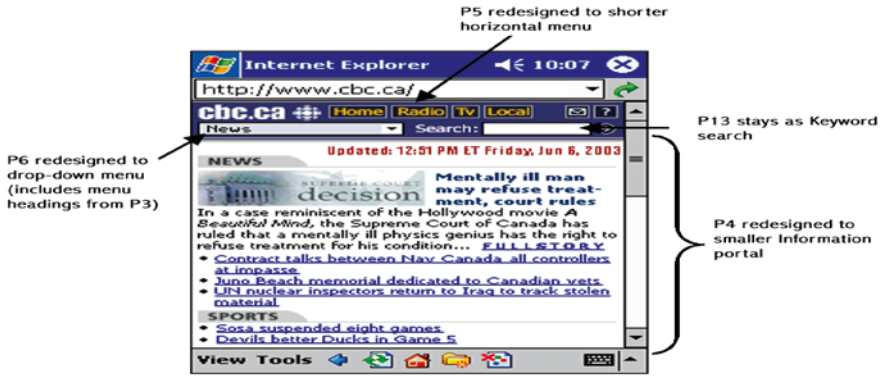 P5 redesigned to shorter
horizontal menu
Internet Explorer 10:07
http://www.cbc.ca/
cbc.ca Home Radio Tv Local ?
News Search:
P13 stays as Keyword
search
P6 redesigned to
drop-down menu
(includes menu
headings from P3)
Updated: 12:51 PM ET Friday, Jun 6, 2003
NEWS
SUPREME COURT
decision
Mentally ill man
may refuse treat-
ment, court rules
In a case reminiscent of the Hollywood movie A
Beautiful Mind, the Supreme Court of Canada has
ruled that a mentally ill physics genius has the right to
refuse treatment for his condition... FULLSTORY
• Contract talks between Nav Canada all controllers
at impasse
• Juno Beach memorial dedicated to Canadian vets
• UN nuclear inspectors return to Iraq to track stolen
material
P4 redesigned to
smaller Information
portal
SPORTS
• Sosa suspended eight games
• Devils better Ducks in Game 5
View Tools